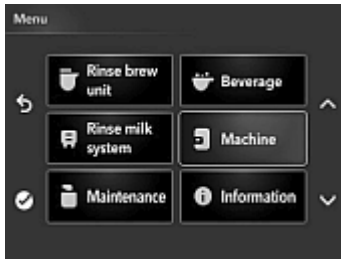 Menu
Rinse brew
unit
Beverage
Rinse milk
system
Machine
Maintenance
Information